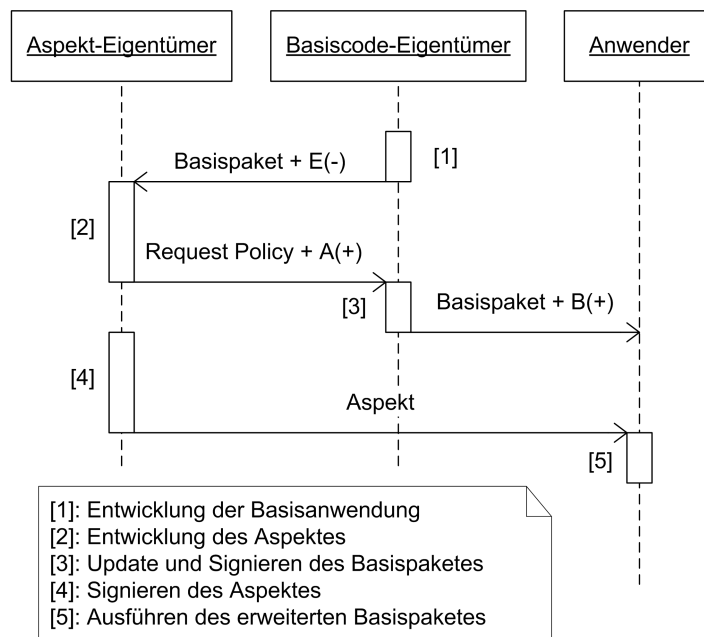 Aspekt-Eigentümer
Basiscode-Eigentümer
Anwender
[1]
Basispaket + E(-)
[2]
Request Policy + A(+)
[3]
Basispaket + B(+)
[4]
Aspekt
[5]
[1]: Entwicklung der Basisanwendung
[2]: Entwicklung des Aspektes
[3]: Update und Signieren des Basispaketes
[4]: Signieren des Aspektes
[5]: Ausführen des erweiterten Basispaketes